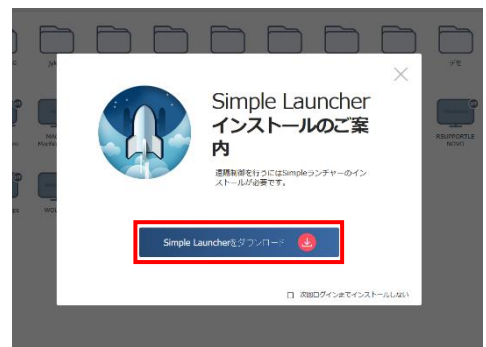 デモ
Simple Launcher
インストールのご案
内
遠隔制御を行うにはSimpleランチャーのイン
ストールが必要です。
RSUPPORTLE
NOVO
Simple Launcherをダウンロード
次回ログインまでインストールしない